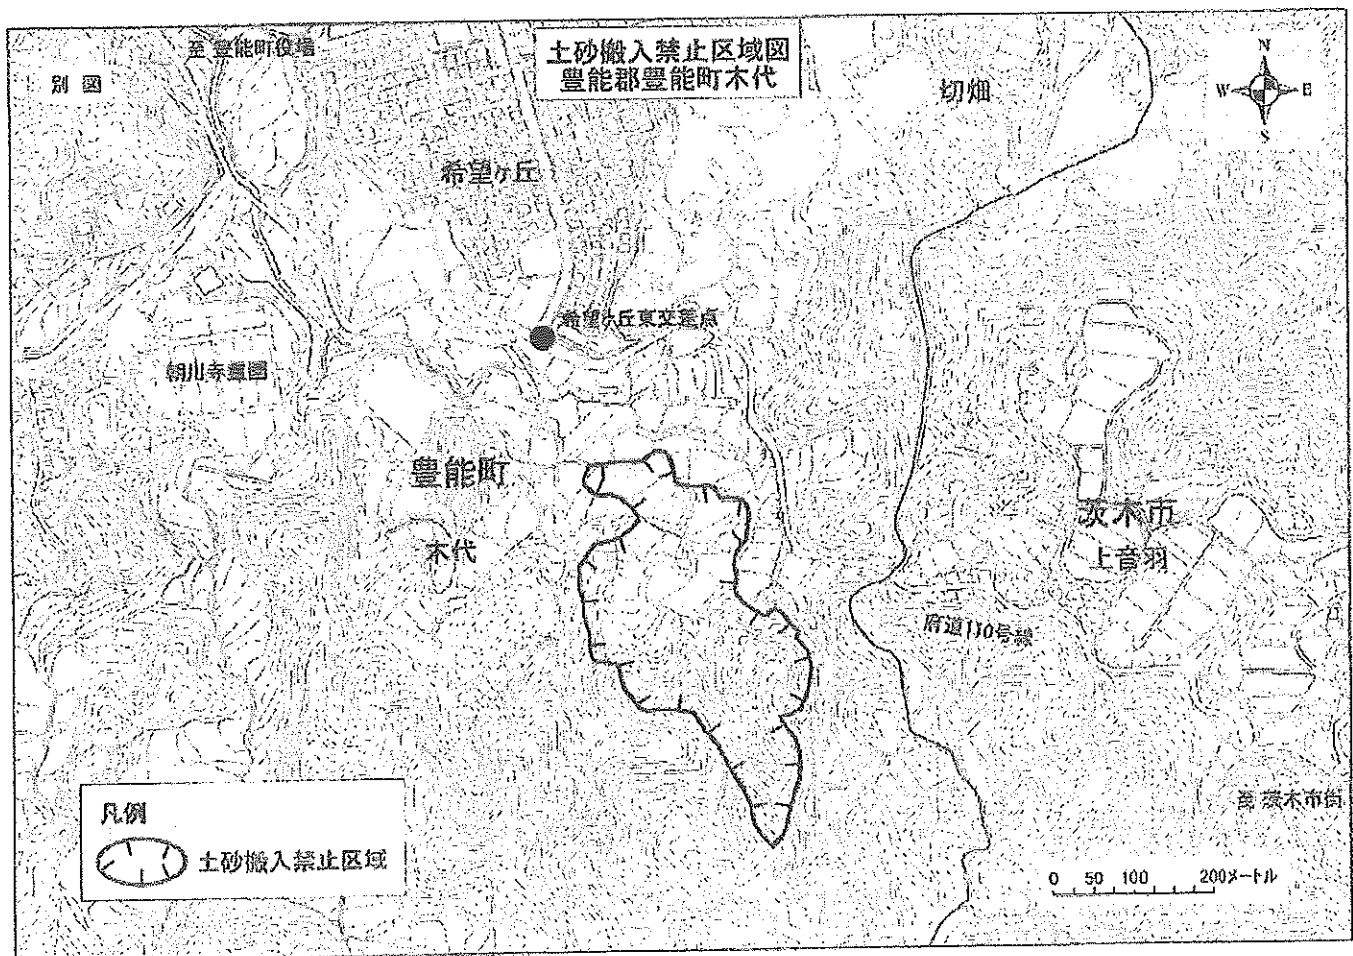 別図
至 豊能町役場
土砂搬入禁止区域図
豊能郡豊能町木代
切畑
N
W E
S
希望ヶ丘
希望ヶ丘東交差点
朝川寺霊園
豊能町
木代
茨木市
上音羽
府道110号線
至 茨木市街
凡例
土砂搬入禁止区域
0 50 100 200メートル